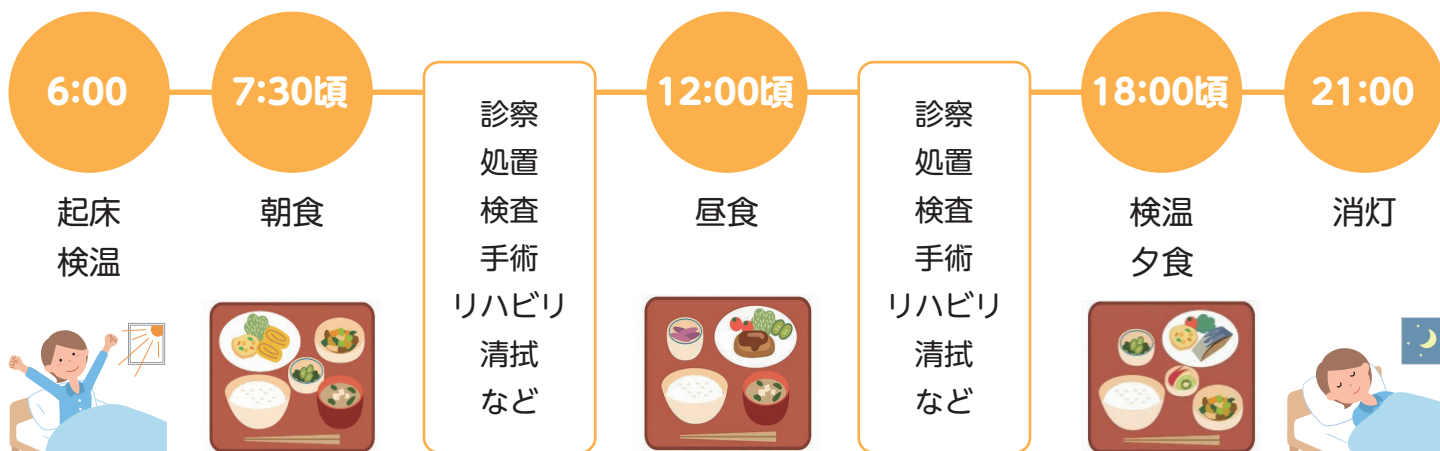 6:00
起床
検温
7:30頃
朝食
診察
処置
検査
手術
リハビリ
清拭
など
12:00頃
昼食
診察
処置
検査
手術
リハビリ
清拭
など
18:00頃
検温
夕食
21:00
消灯